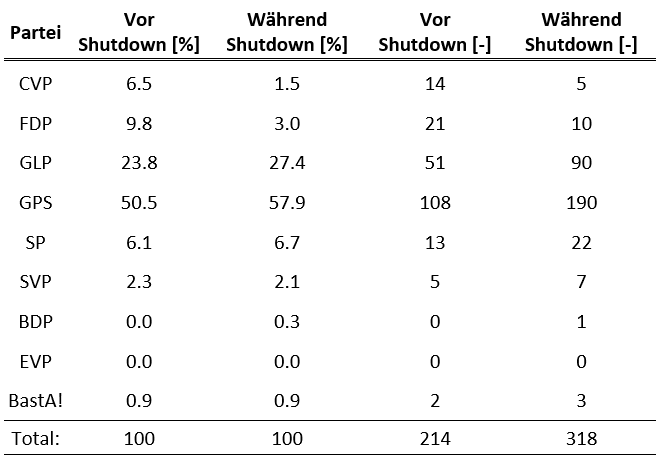 Partei Vor Shutdown [%] Während Shutdown [%] Vor Shutdown [-] Während Shutdown [-]
CVP 6.5 1.5 14 5
FDP 9.8 3.0 21 10
GLP 23.8 27.4 51 90
GPS 50.5 57.9 108 190
SP 6.1 6.7 13 22
SVP 2.3 2.1 5 7
BDP 0.0 0.3 0 1
EVP 0.0 0.0 0 0
BastA! 0.9 0.9 2 3
Total: 100 100 214 318